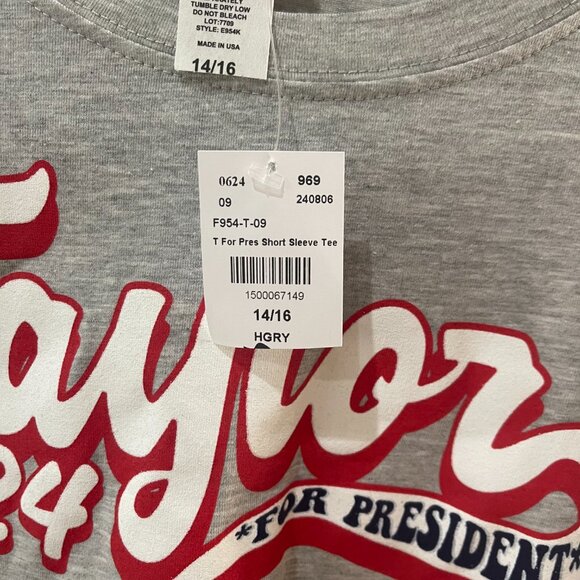 TUMBLE DRY LOW
DO NOT BLEACH
LOT:7709
STYLE: E954K
MADE IN USA
14/16
0624 969
09 240806
F954-T-09
T For Pres Short Sleeve Tee
1500067149
14/16
HGRY
Taylor
24
*FOR PRESIDENT*